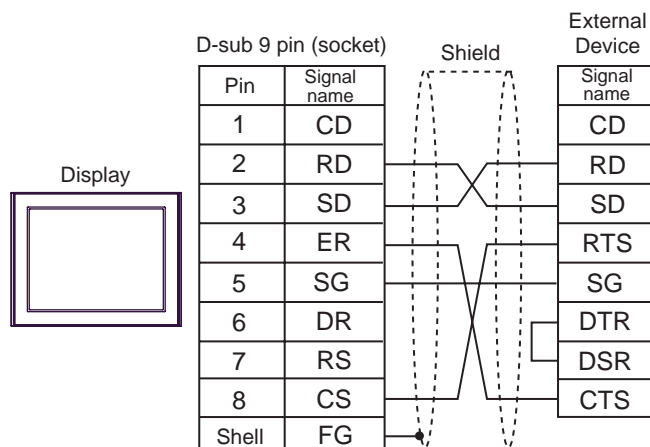 External
Device
D-sub 9 pin (socket)
Shield
Pin Signal name Signal name
1 CD CD
2 RD RD
Display
3 SD SD
4 ER RTS
5 SG SG
6 DR DTR
7 RS DSR
8 CS CTS
Shell FG